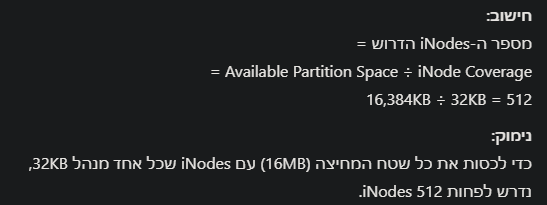 חישוב:
מספר ה-iNodes הדרוש =
= Available Partition Space ÷ iNode Coverage
16,384KB ÷ 32KB = 512
נימוק:
כדי לכסות את כל שטח המחיצה (16MB) עם iNodes שכל אחד מנהל 32KB,
נדרש לפחות 512 iNodes.